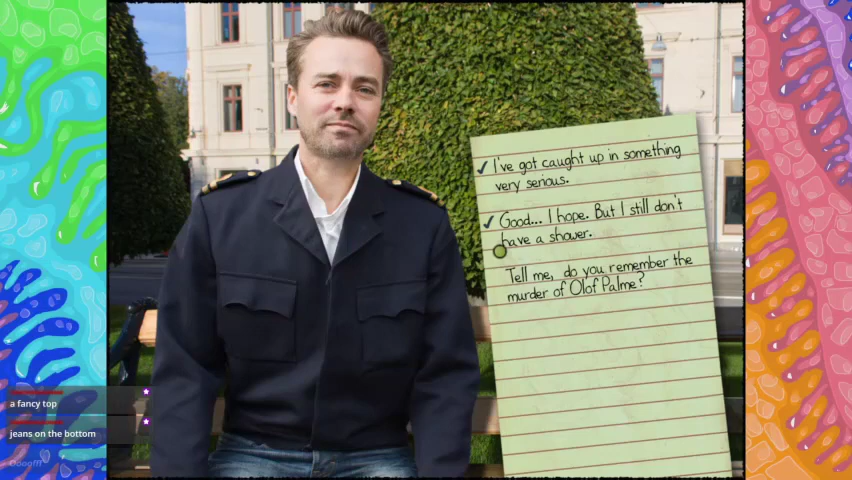 I've got caught up in something
very serious.
Good... I hope. But I still don't
have a shower.
Tell me, do you remember the
murder of Olof Palme?
a fancy top
jeans on the bottom